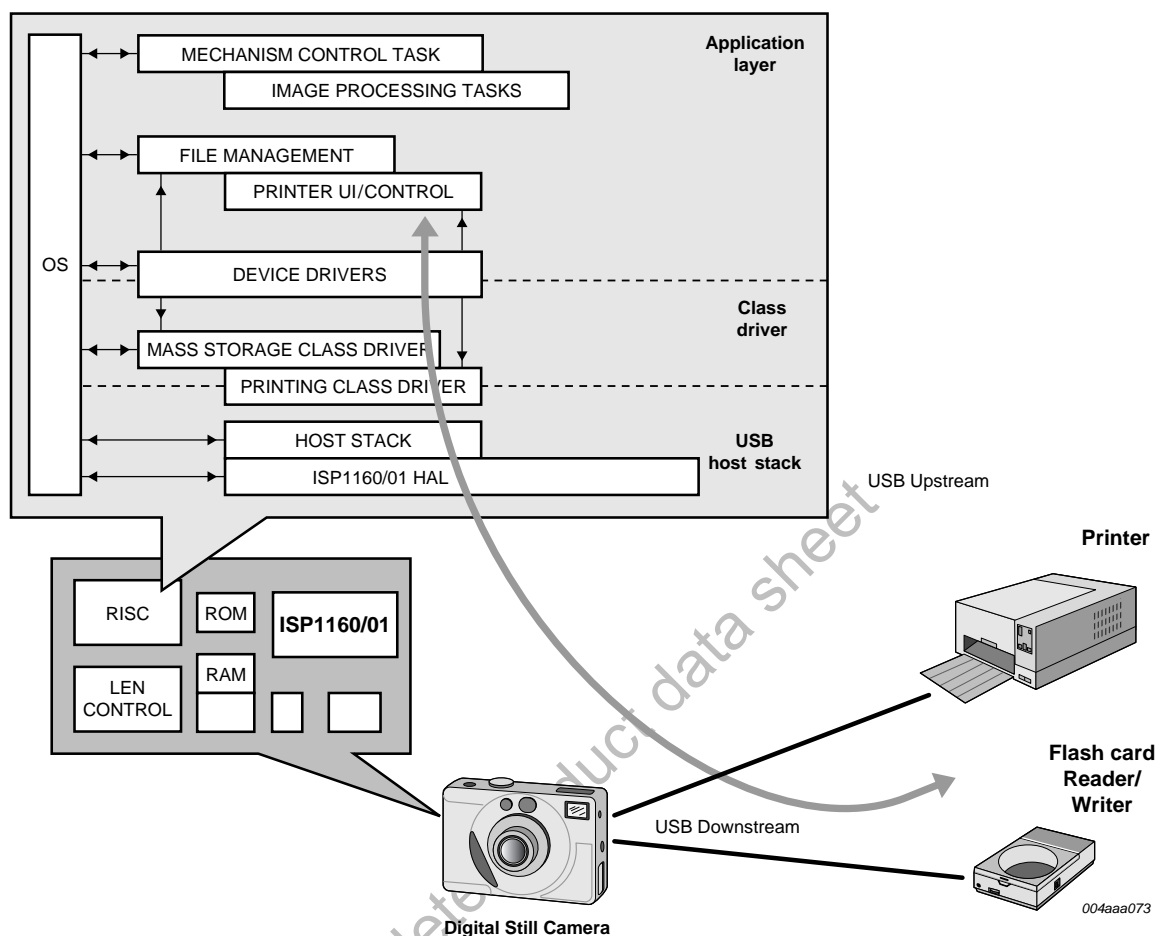 Application
layer
MECHANISM CONTROL TASK
IMAGE PROCESSING TASKS
FILE MANAGEMENT
PRINTER UI/CONTROL
OS
DEVICE DRIVERS
Class
driver
MASS STORAGE CLASS DRIVER
PRINTING CLASS DRIVER
HOST STACK
USB
host stack
ISP1160/01 HAL
USB Upstream
Printer
RISC
ROM
ISP1160/01
LEN
CONTROL
RAM
Flash card
Reader/
Writer
USB Downstream
Digital Still Camera
004aaa073
data sheet